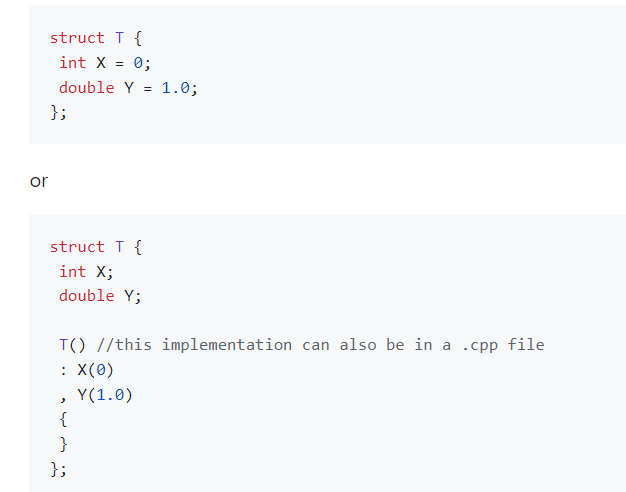 struct T {
 int X = 0;
 double Y = 1.0;
};
or
struct T {
 int X;
 double Y;

 T() //this implementation can also be in a .cpp file
 : X(0)
 , Y(1.0)
 {
 }
};